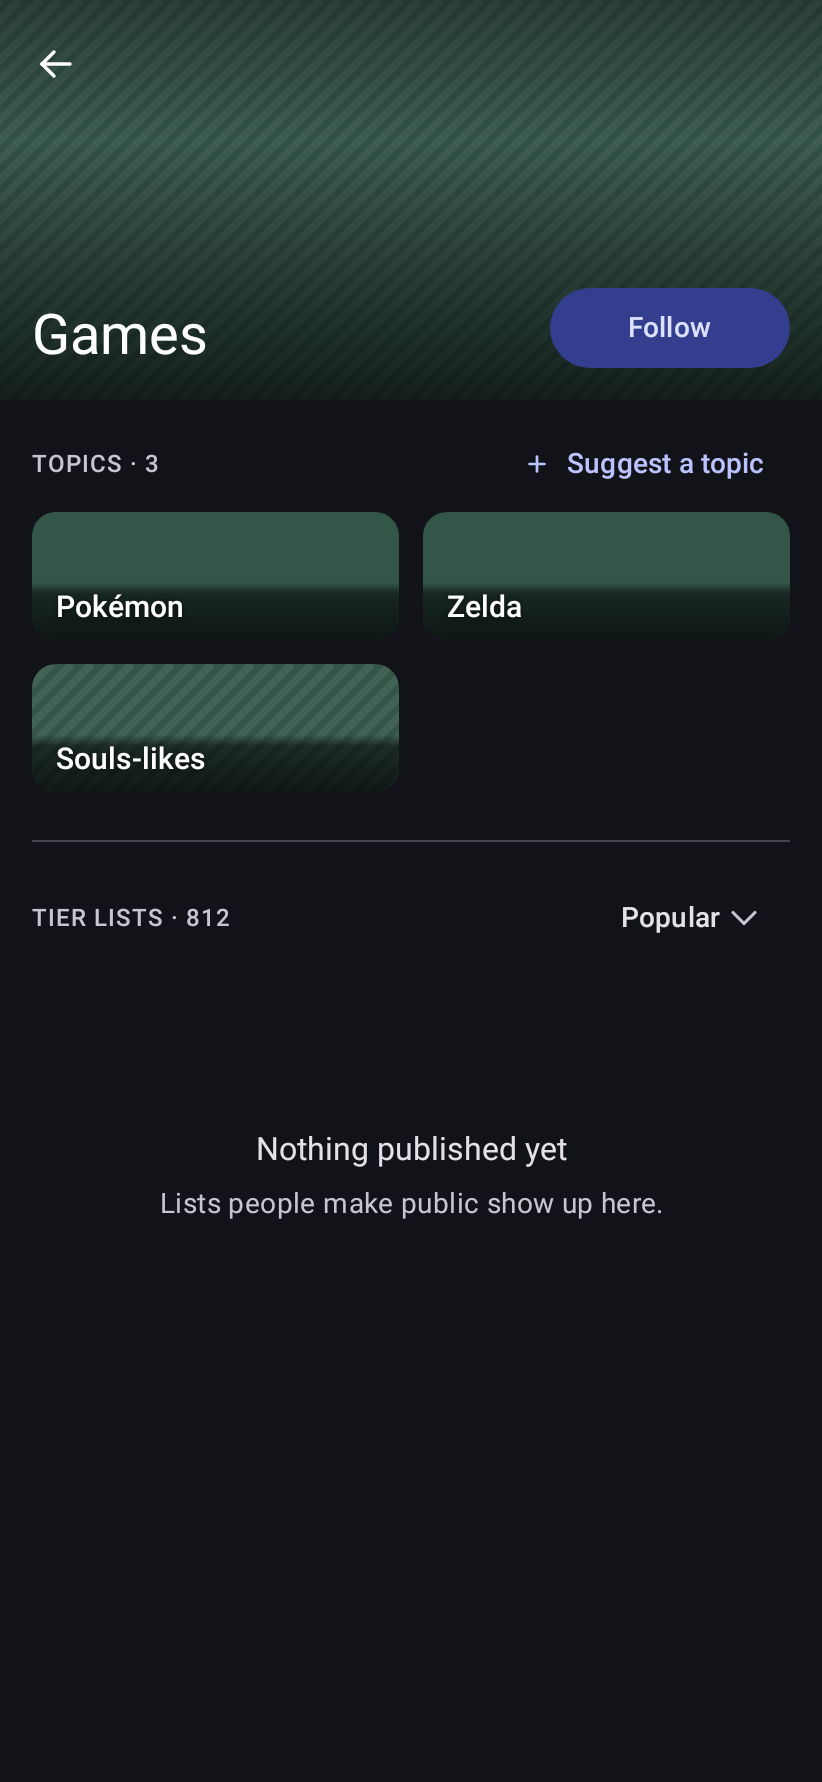 Games
Follow
TOPICS · 3
+ Suggest a topic
Pokémon
Zelda
Souls-likes
TIER LISTS · 812
Popular
Nothing published yet
Lists people make public show up here.